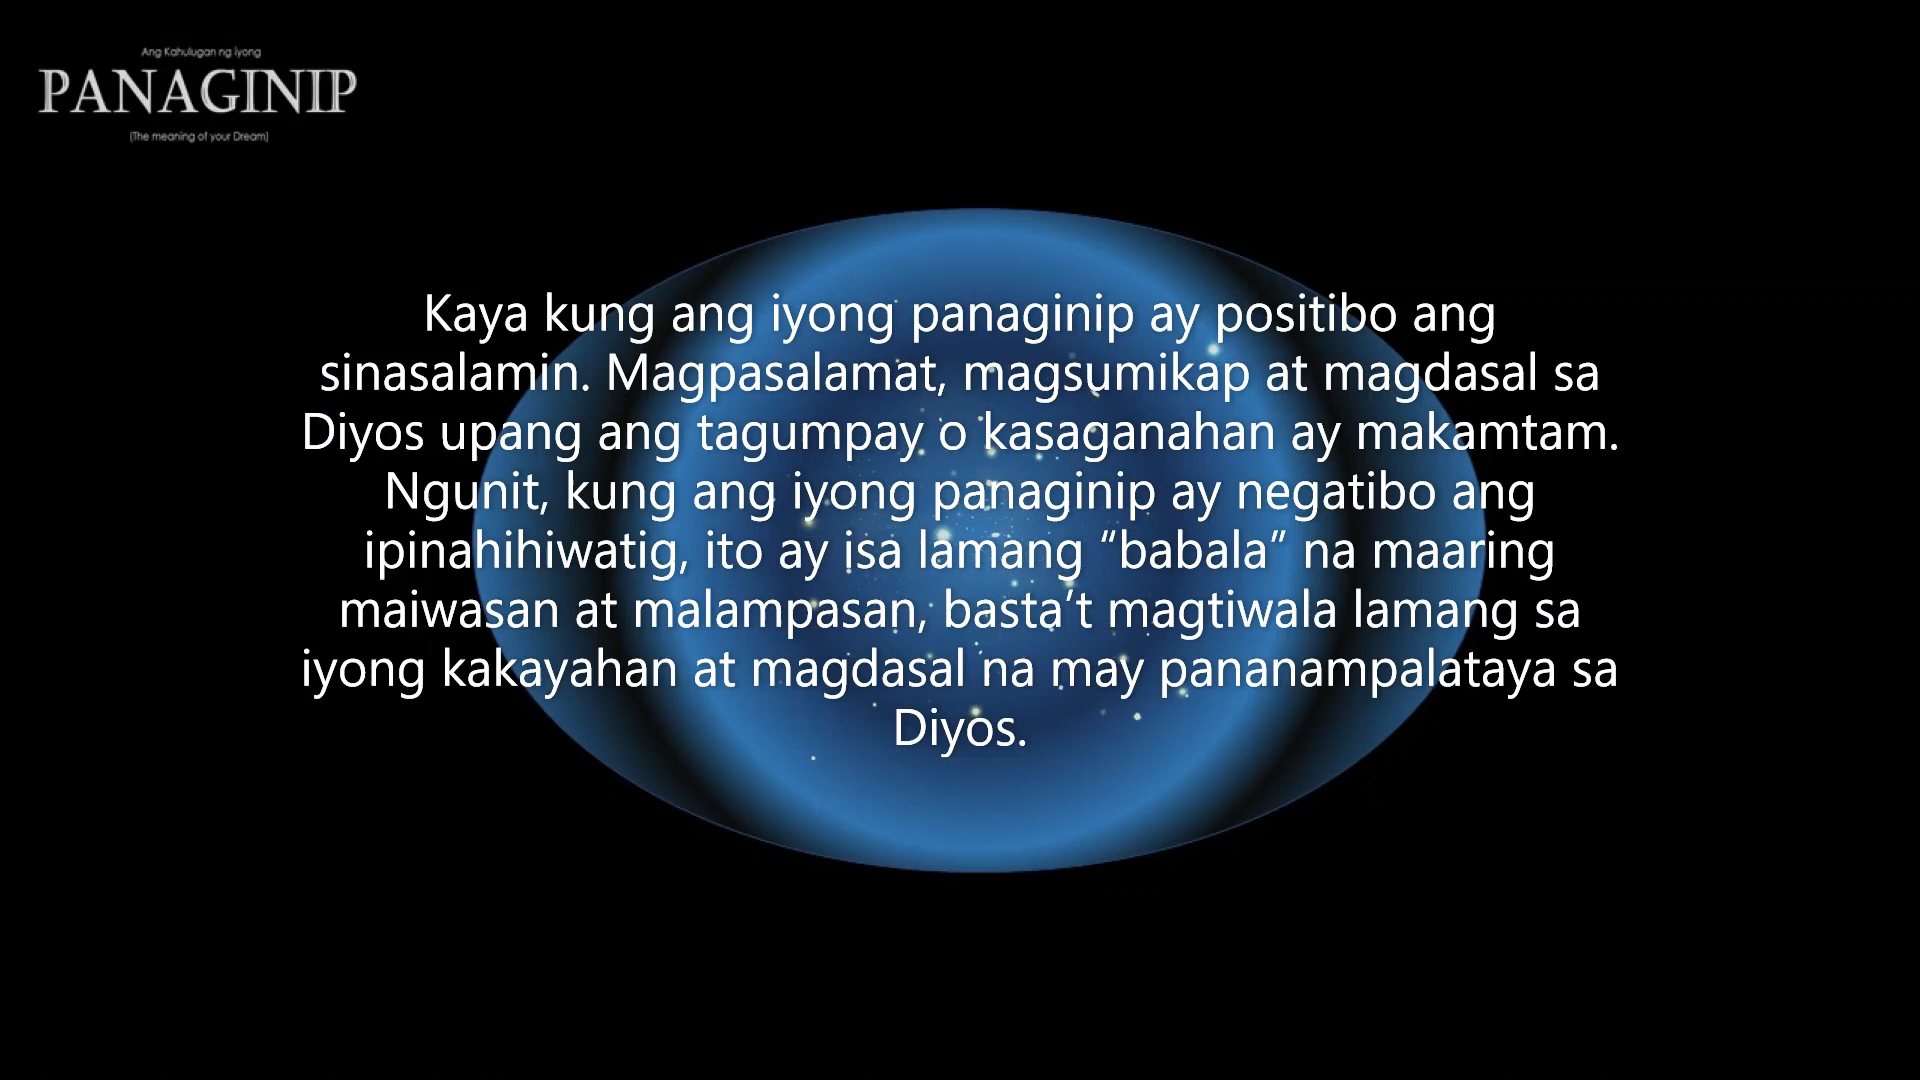 Ang Kahulugan ng iyong
PANAGINIP
(The meaning of your Dream)
Kaya kung ang iyong panaginip ay positibo ang
sinasalamin. Magpasalamat, magsumikap at magdasal sa
Diyos upang ang tagumpay o kasaganahan ay makamtam.
Ngunit, kung ang iyong panaginip ay negatibo ang
ipinahihiwatig, ito ay isa lamang “babala” na maaring
maiwasan at malampasan, basta’t magtiwala lamang sa
iyong kakayahan at magdasal na may pananampalataya sa
Diyos.